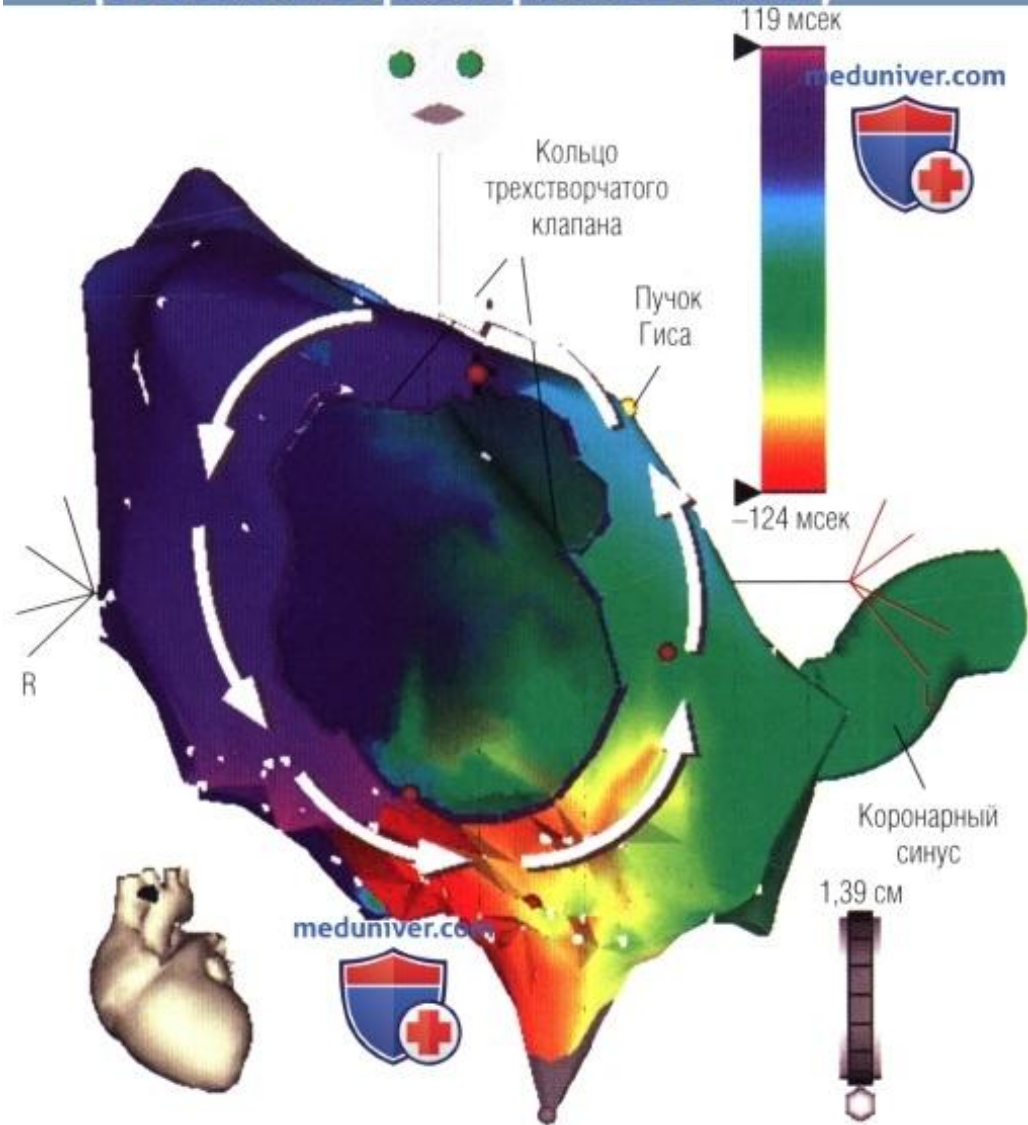 119 мсек
meduniver.com
Кольцо
трехстворчатого
клапана
Пучок
Гиса
–124 мсек
R
L
Коронарный
синус
1,39 см
meduniver.com